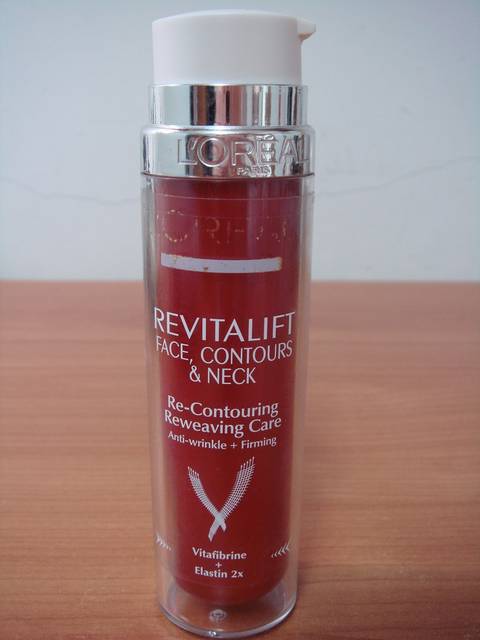 L'ORÉAL
PARIS
REVITALIFT
FACE, CONTOURS
& NECK
Re-Contouring
Reweaving Care
Anti-wrinkle + Firming
Vitafibrine
+
Elastin 2x